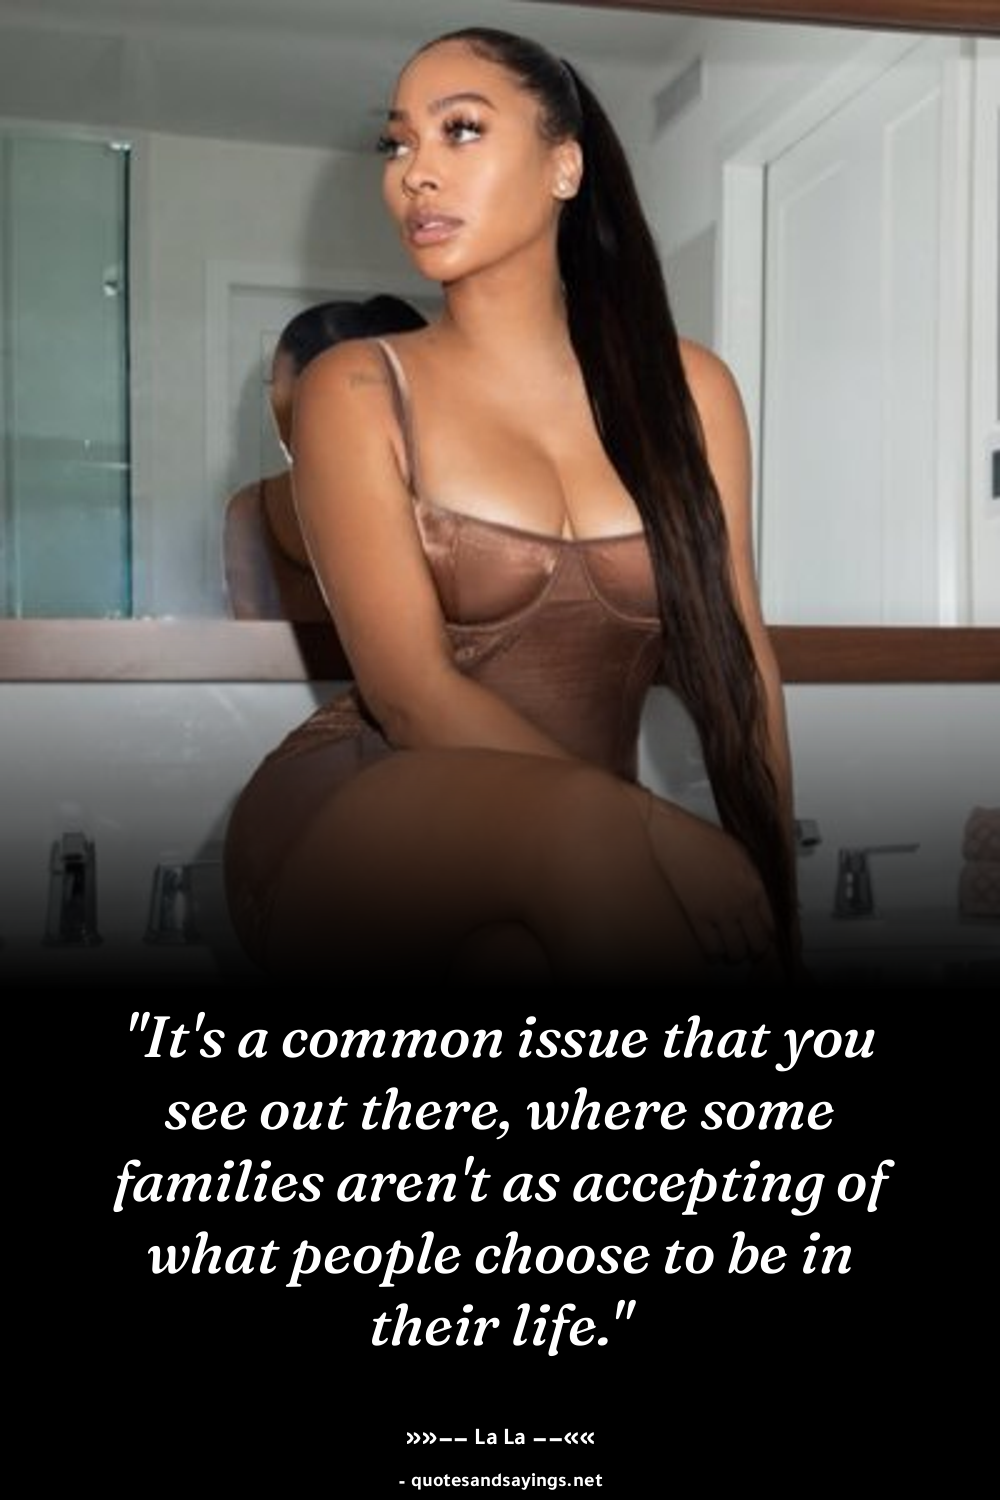 "It's a common issue that you
see out there, where some
families aren't as accepting of
what people choose to be in
their life."
»»−− La La −−««
- quotesandsayings.net